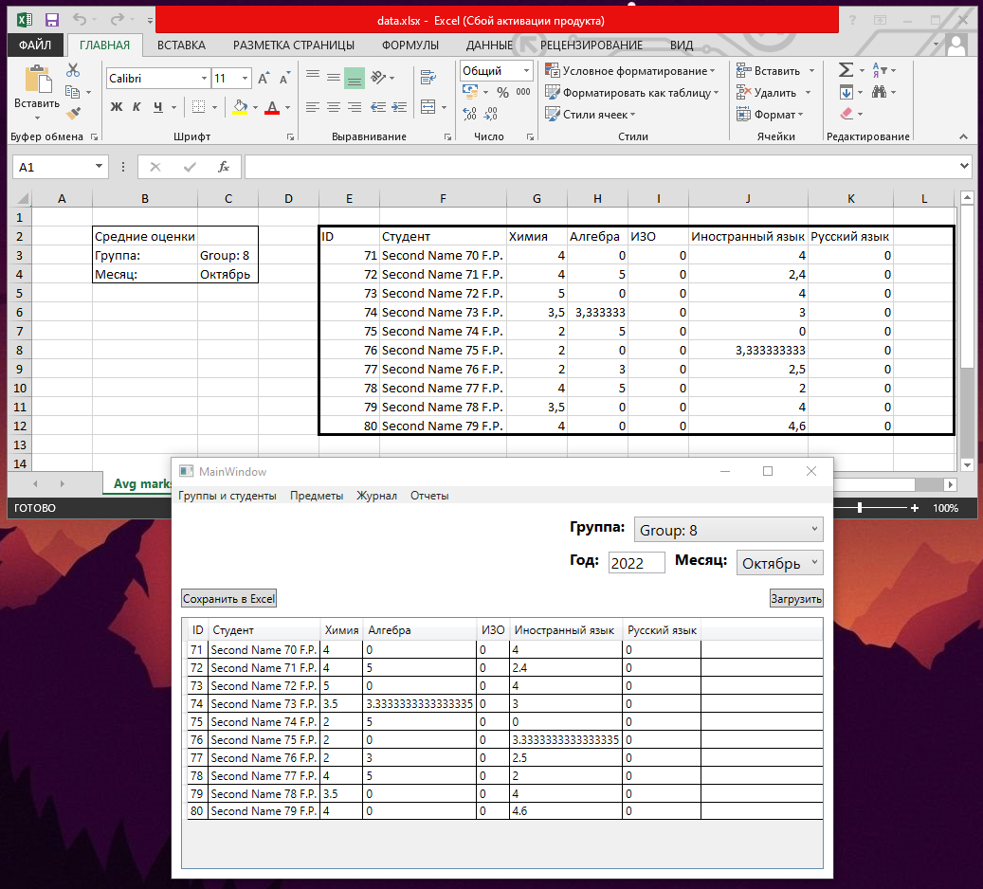 data.xlsx - Excel (Сбой активации продукта)
ФАЙЛ ГЛАВНАЯ ВСТАВКА РАЗМЕТКА СТРАНИЦЫ ФОРМУЛЫ ДАННЫЕ РЕЦЕНЗИРОВАНИЕ ВИД
Calibri 11 Общий Условное форматирование Вставить
Вставить % 000 Форматировать как таблицу Удалить
Ж К Ч А Стили ячеек Формат
Буфер обмена Шрифт Выравнивание Число Стили Ячейки Редактирование
A1 fx
A B C D E F G H I J K L
1
2 Средние оценки ID Студент Химия Алгебра ИЗО Иностранный язык Русский язык
3 Группа: Group: 8 71 Second Name 70 F.P. 4 0 0 4 0
4 Месяц: Октябрь 72 Second Name 71 F.P. 4 5 0 2,4 0
5 73 Second Name 72 F.P. 5 0 0 4 0
6 74 Second Name 73 F.P. 3,5 3,333333 0 3 0
7 75 Second Name 74 F.P. 2 5 0 0 0
8 76 Second Name 75 F.P. 2 0 0 3,333333333 0
9 77 Second Name 76 F.P. 2 3 0 2,5 0
10 78 Second Name 77 F.P. 4 5 0 2 0
11 79 Second Name 78 F.P. 3,5 0 0 4 0
12 80 Second Name 79 F.P. 4 0 0 4,6 0
13
14
Avg marks
ГОТОВО 100%
MainWindow
Группы и студенты Предметы Журнал Отчеты
Группа: Group: 8
Год: 2022 Месяц: Октябрь
Сохранить в Excel Загрузить
ID Студент Химия Алгебра ИЗО Иностранный язык Русский язык
71 Second Name 70 F.P. 4 0 0 4 0
72 Second Name 71 F.P. 4 5 0 2.4 0
73 Second Name 72 F.P. 5 0 0 4 0
74 Second Name 73 F.P. 3.5 3.3333333333333335 0 3 0
75 Second Name 74 F.P. 2 5 0 0 0
76 Second Name 75 F.P. 2 0 0 3.3333333333333335 0
77 Second Name 76 F.P. 2 3 0 2.5 0
78 Second Name 77 F.P. 4 5 0 2 0
79 Second Name 78 F.P. 3.5 0 0 4 0
80 Second Name 79 F.P. 4 0 0 4.6 0